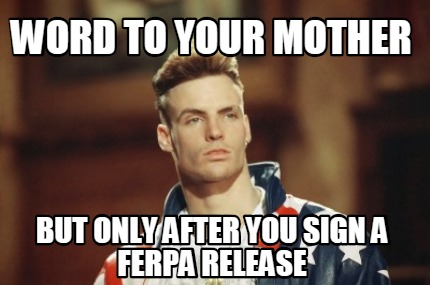 WORD TO YOUR MOTHER
BUT ONLY AFTER YOU SIGN A
FERPA RELEASE